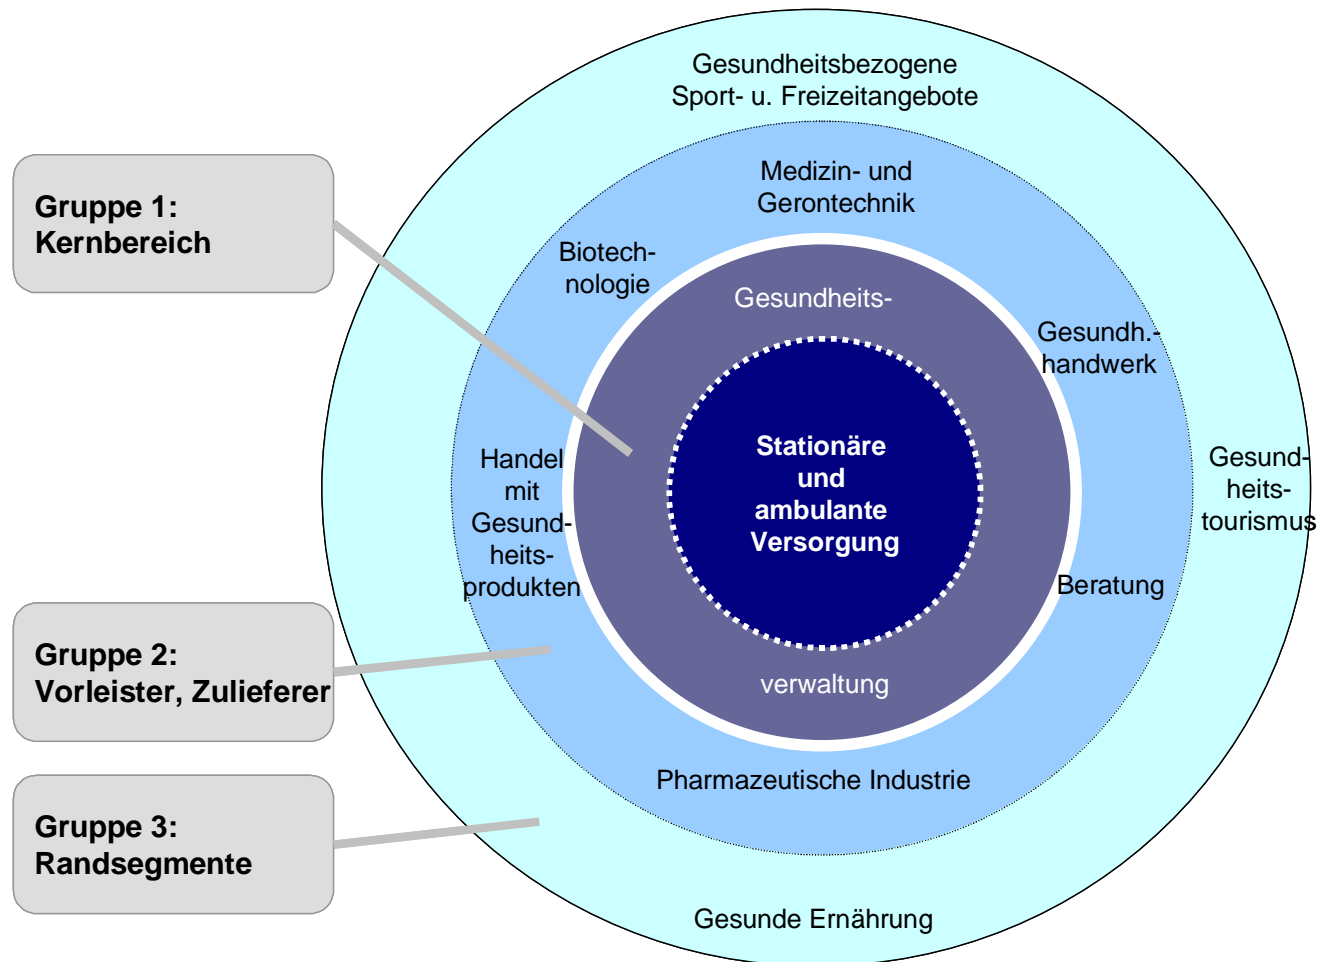 Gesundheitsbezogene
Sport- u. Freizeitangebote
Medizin- und
Gerontechnik
Gruppe 1:
Kernbereich
Biotech-
nologie
Gesundheits-
Gesundh.-
handwerk
Stationäre
und
ambulante
Versorgung
Handel
mit
Gesund-
heits-
produkten
Gesund-
heits-
tourismus
Beratung
Gruppe 2:
Vorleister, Zulieferer
verwaltung
Pharmazeutische Industrie
Gruppe 3:
Randsegmente
Gesunde Ernährung